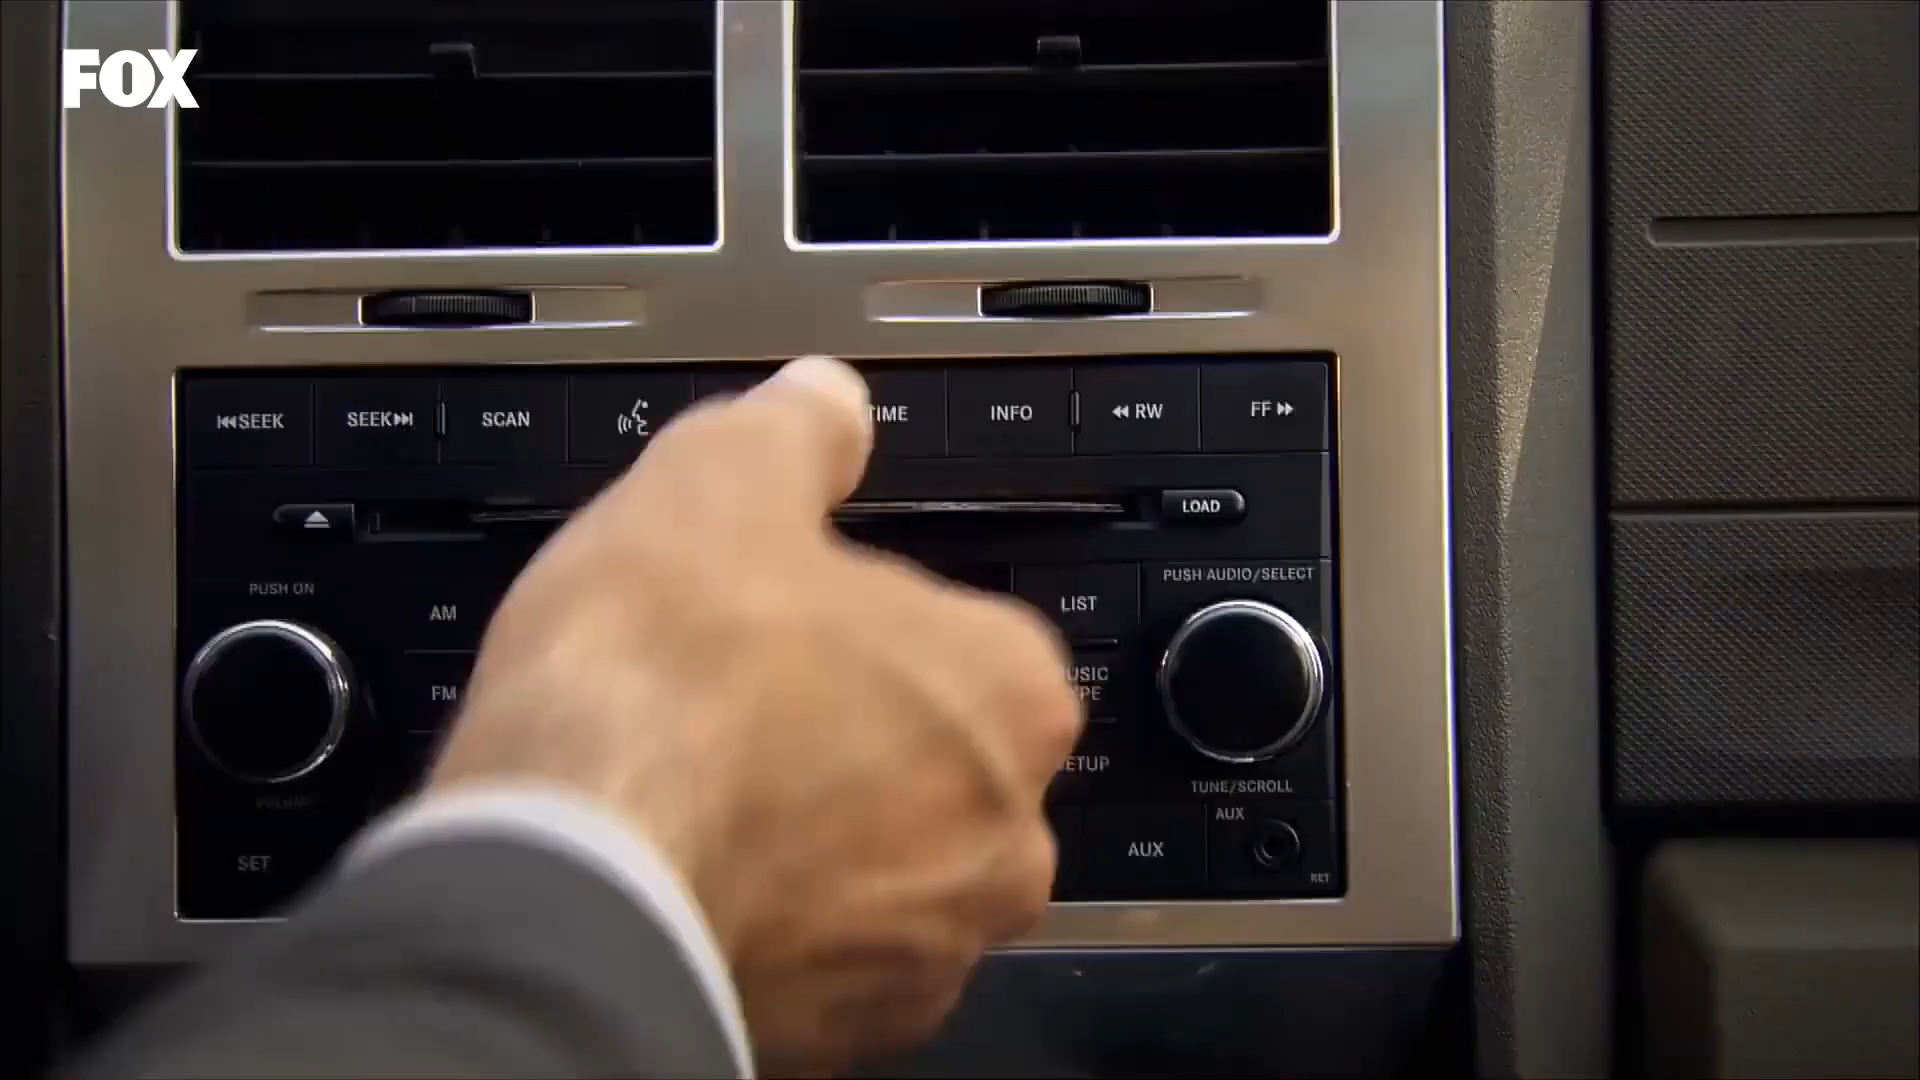 FOX
SEEK
SEEK
SCAN
TIME
INFO
RW
FF
LOAD
PUSH ON
AM
LIST
PUSH AUDIO/SELECT
FM
VOLUME
TUNE/SCROLL
SET
AUX
AUX